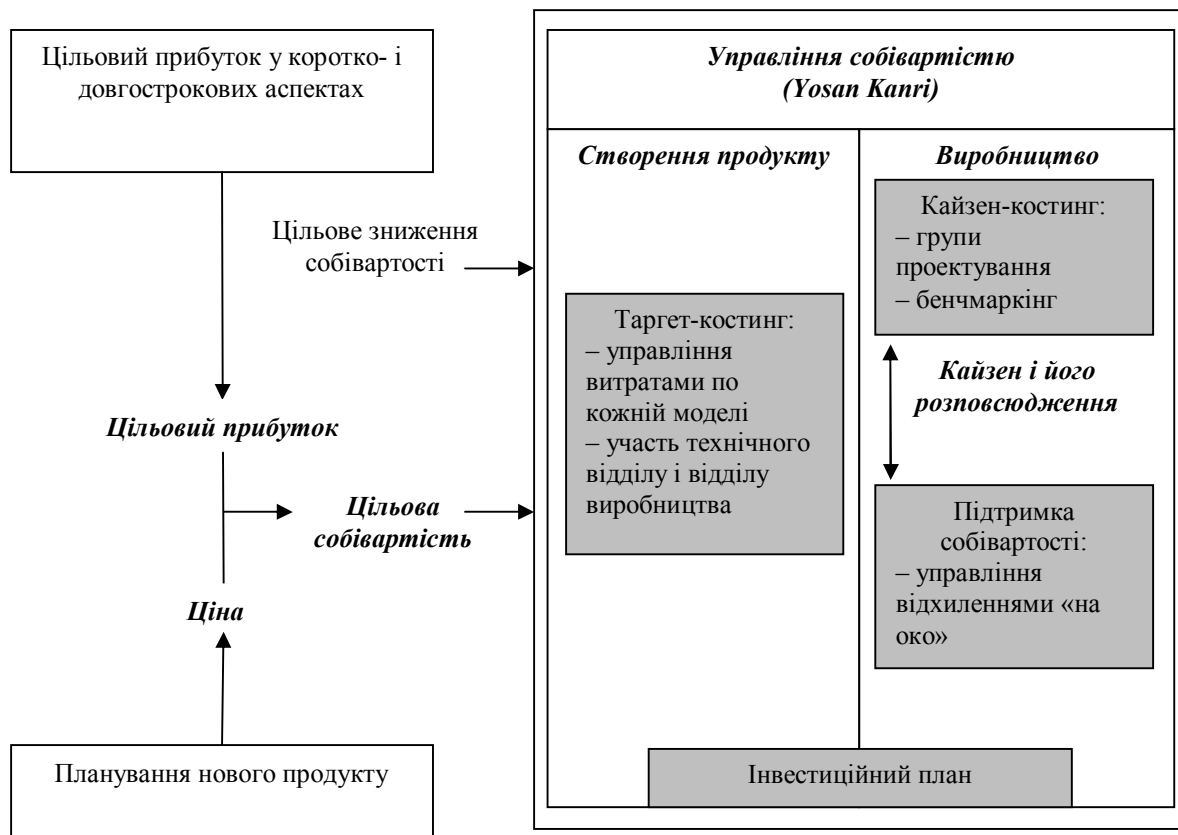 Цільовий прибуток у коротко- і
довгострокових аспектах
Цільове зниження
собівартості
Цільовий прибуток
Цільова
собівартість
Ціна
Планування нового продукту
Управління собівартістю
(Yosan Kanri)
Створення продукту
Таргет-костинг:
– управління
витратами по
кожній моделі
– участь технічного
відділу і відділу
виробництва
Виробництво
Кайзен-костинг:
– групи
проектування
– бенчмаркінг
Кайзен і його
розповсюдження
Підтримка
собівартості:
– управління
відхиленнями «на
око»
Інвестиційний план